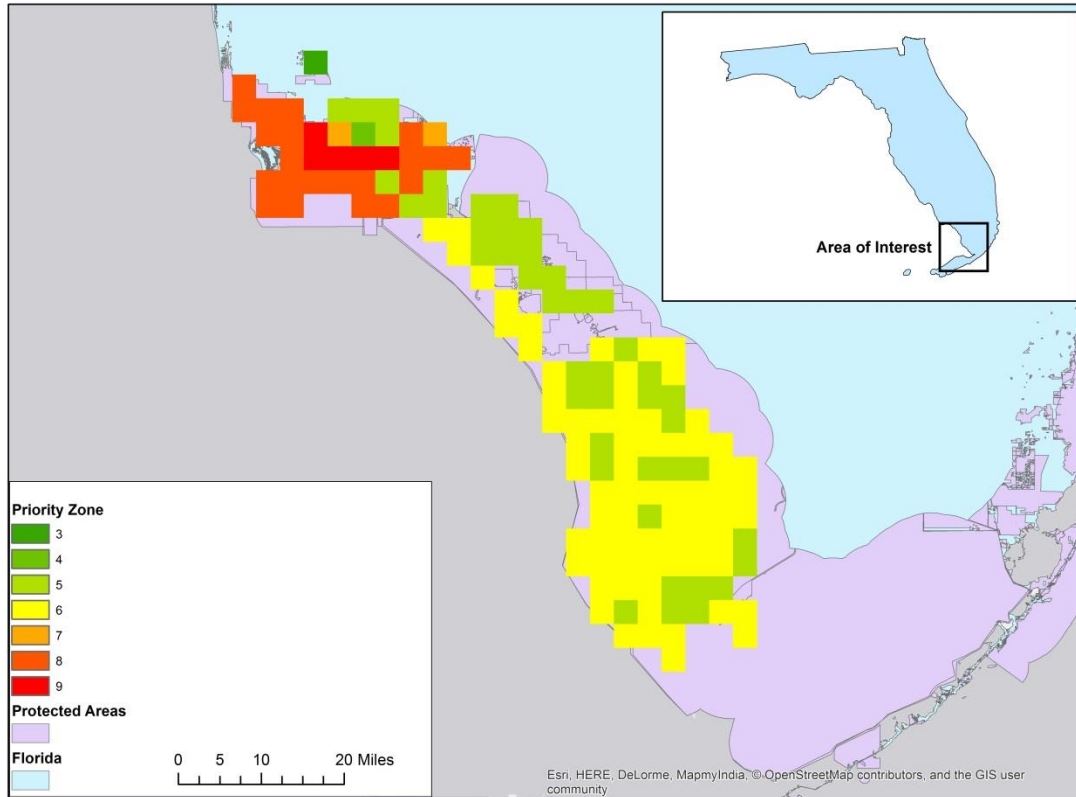 Area of Interest
Priority Zone
3
4
5
6
7
8
9
Protected Areas
Florida
0 5 10 20 Miles
Esri, HERE, DeLorme, MapmyIndia, © OpenStreetMap contributors, and the GIS user
community